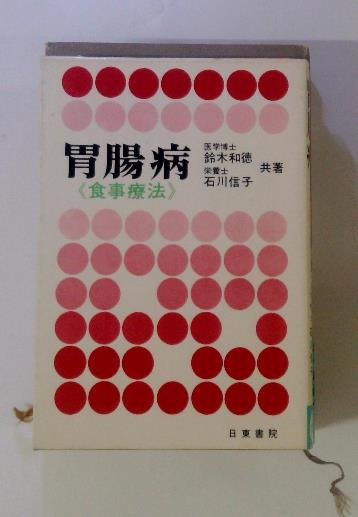 胃腸病
《食事療法》
医学博士
鈴木和徳
栄養士
石川信子
共著
日東書院